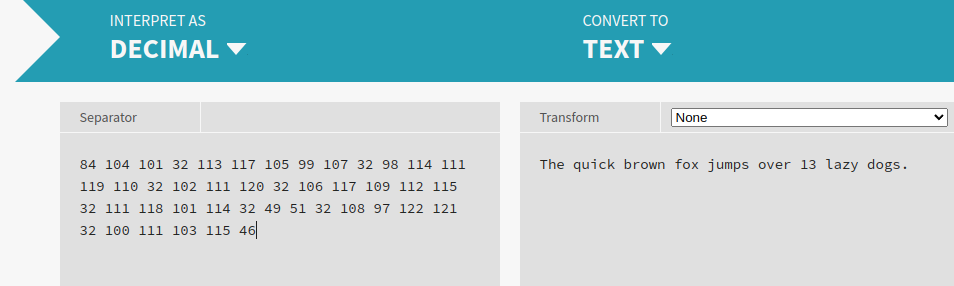 INTERPRET AS
DECIMAL
CONVERT TO
TEXT
Separator
Transform
None
84 104 101 32 113 117 105 99 107 32 98 114 111
119 110 32 102 111 120 32 106 117 109 112 115
32 111 118 101 114 32 49 51 32 108 97 122 121
32 100 111 103 115 46
The quick brown fox jumps over 13 lazy dogs.